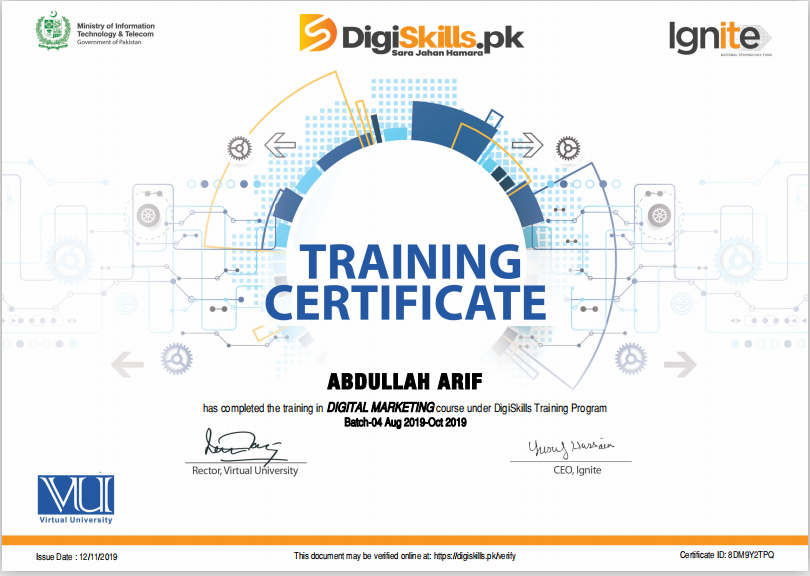 Ministry of Information
Technology & Telecom
Government of Pakistan
DigiSkills.pk
Sara Jahan Hamara
Ignite
NATIONAL TECHNOLOGY FUND
TRAINING
CERTIFICATE
ABDULLAH ARIF
has completed the training in DIGITAL MARKETING course under DigiSkills Training Program
Batch-04 Aug 2019-Oct 2019
Yusuf Hussain
Rector, Virtual University
CEO, Ignite
VU
Virtual University
Issue Date : 12/11/2019
This document may be verified online at: https://digiskills.pk/verify
Certificate ID: 8DM9Y2TPQ